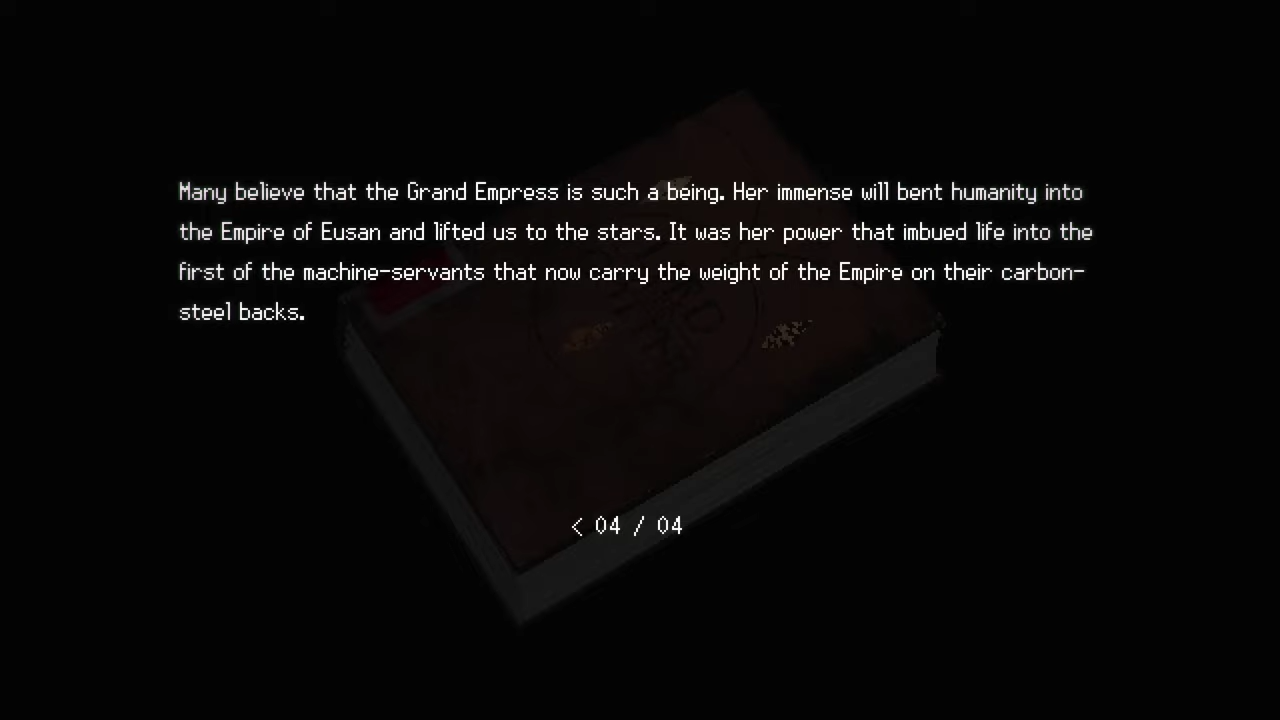 Many believe that the Grand Empress is such a being. Her immense will bent humanity into
the Empire of Eusan and lifted us to the stars. It was her power that imbued life into the
first of the machine-servants that now carry the weight of the Empire on their carbon-
steel backs.
< 04 / 04